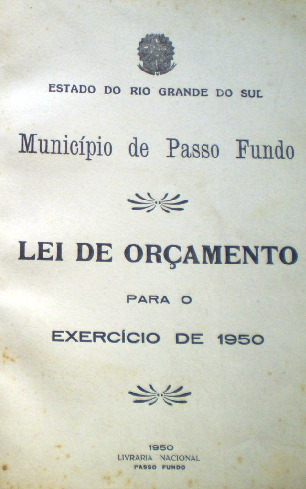 ESTADO DO RIO GRANDE DO SUL
Município de Passo Fundo
LEI DE ORÇAMENTO
PARA O
EXERCÍCIO DE 1950
1950
LIVRARIA NACIONAL
PASSO FUNDO